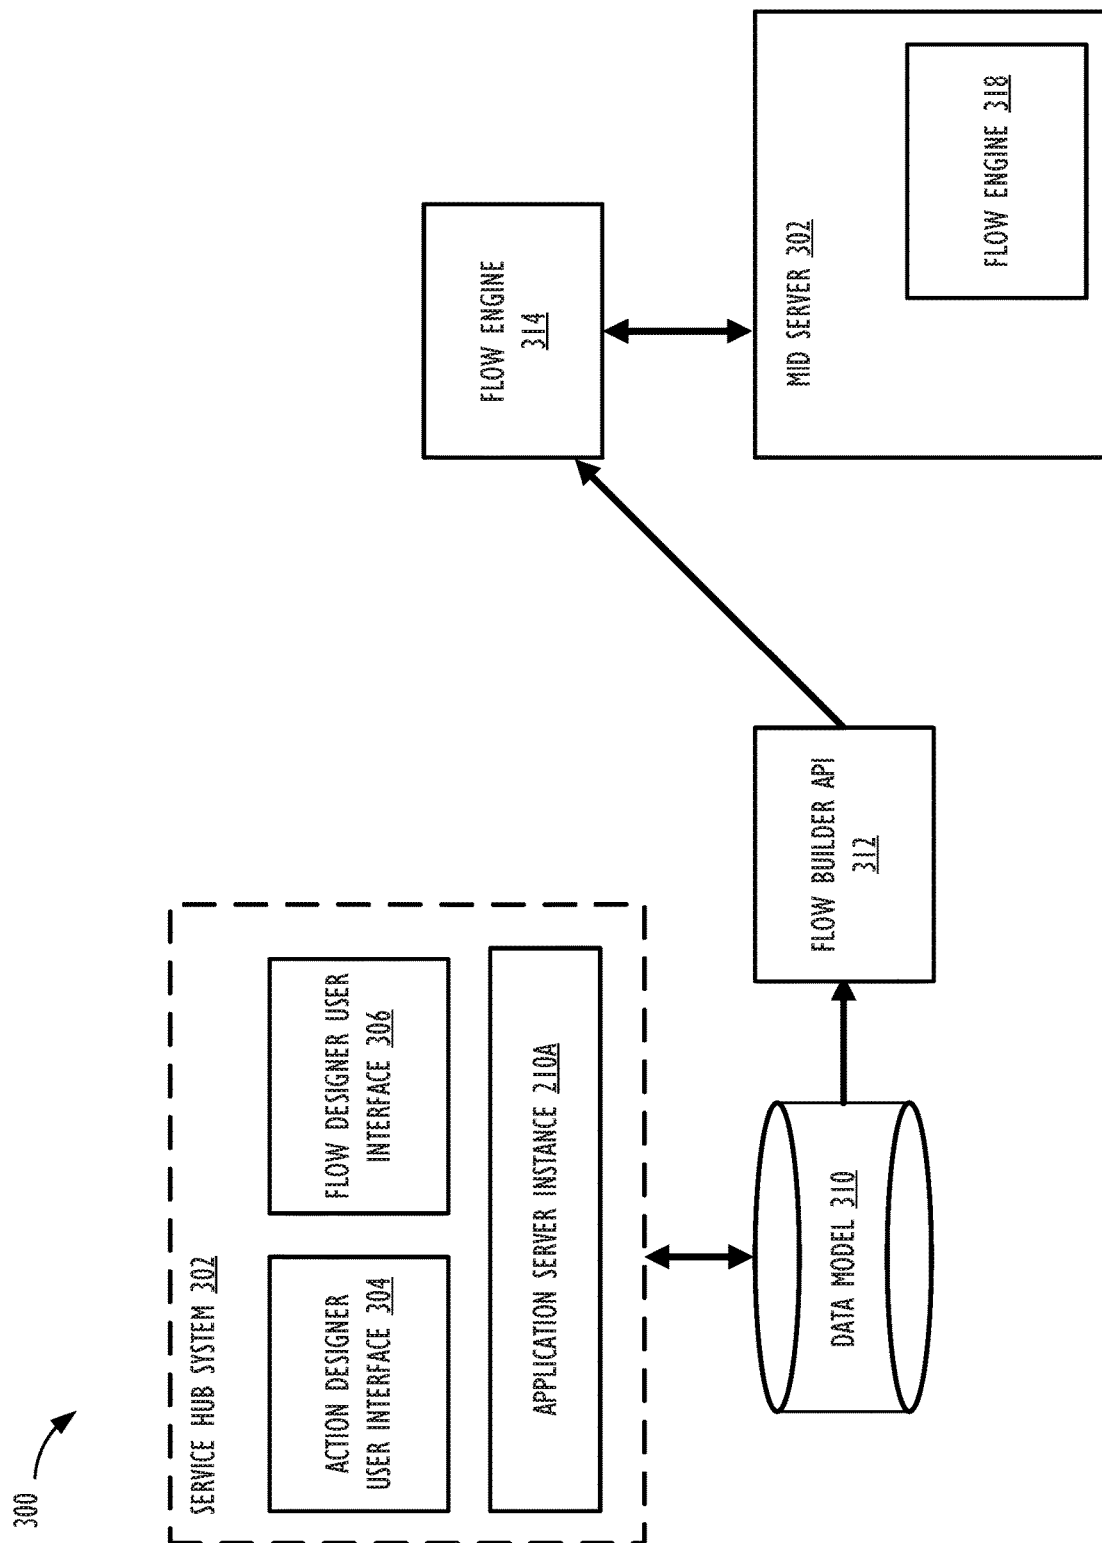 300
SERVICE HUB SYSTEM 302
ACTION DESIGNER
USER INTERFACE 304
FLOW DESIGNER USER
INTERFACE 306
APPLICATION SERVER INSTANCE 210A
DATA MODEL 310
FLOW BUILDER API
312
FLOW ENGINE
314
MID SERVER 302
FLOW ENGINE 318